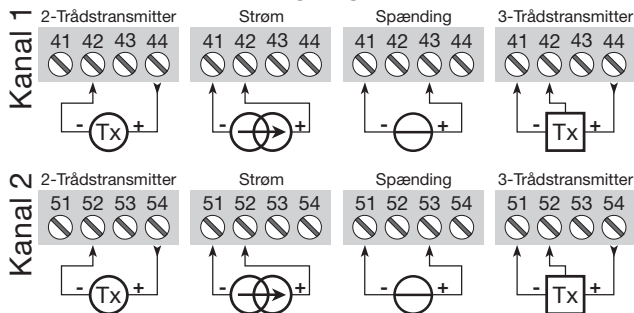 Kanal 1
2-Trådstransmitter Strøm Spænding 3-Trådstransmitter
41 42 43 44 41 42 43 44 41 42 43 44 41 42 43 44
- Tx + - + - + - Tx +
Kanal 2
2-Trådstransmitter Strøm Spænding 3-Trådstransmitter
51 52 53 54 51 52 53 54 51 52 53 54 51 52 53 54
- Tx + - + - + - Tx +